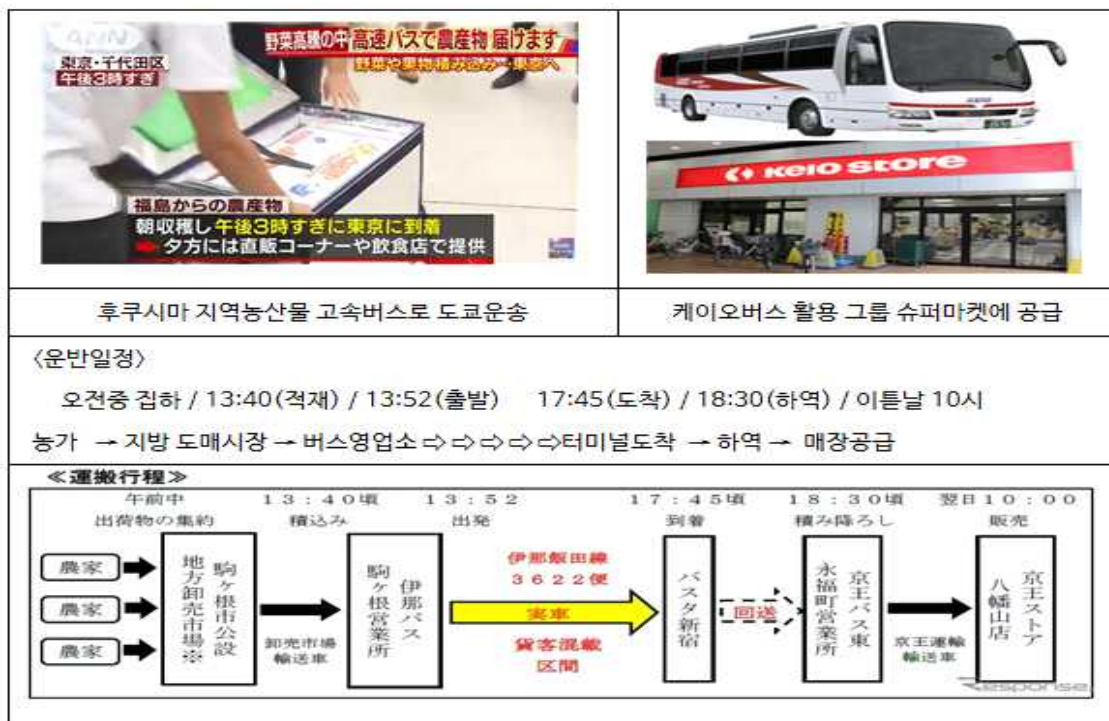 ANN
東京・千代田区
午後3時すぎ
野菜高騰の中 高速バスで農産物 届けます
野菜や果物積み込み→東京へ
福島からの農産物
朝収穫し午後3時すぎに東京に到着
➡ 夕方には直販コーナーや飲食店で提供
KEIO STORE
후쿠시마 지역농산물 고속버스로 도쿄운송
케이오버스 활용 그룹 슈퍼마켓에 공급
〈운반일정〉
오전중 집하 / 13:40(적재) / 13:52(출발) 17:45(도착) / 18:30(하역) / 이튿날 10시
농가 → 지방 도매시장 → 버스영업소 ⇨ ⇨ ⇨ ⇨ ⇨터미널도착 → 하역 → 매장공급
≪運搬行程≫
午前中 13:40頃 13:52 17:45頃 18:30頃 翌日10:00
出荷物の集約 積込み 出発 到着 積み降ろし 販売
農家
農家
農家
駒ヶ根市公設
地方卸売市場※
卸売市場
輸送車
伊那バス
駒ヶ根営業所
伊那飯田線
3622便
実車
貨客混載
区間
バスタ新宿
回送
京王バス東
永福町営業所
京王運輸
輸送車
京王ストア
八幡山店
Response.